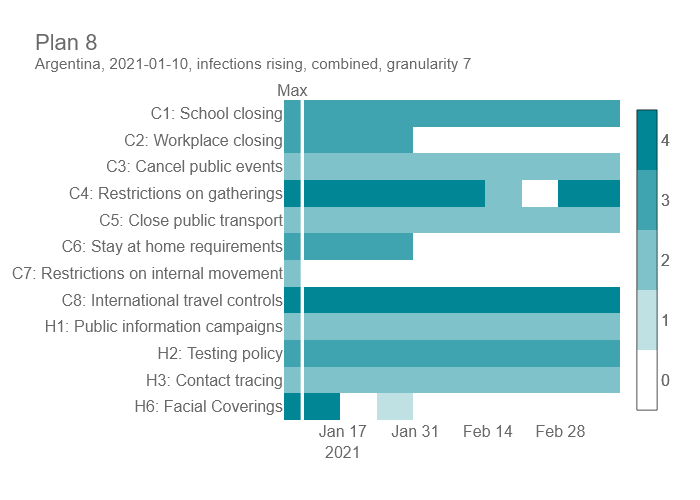 Plan 8
Argentina, 2021-01-10, infections rising, combined, granularity 7
Max
C1: School closing
C2: Workplace closing
C3: Cancel public events
C4: Restrictions on gatherings
C5: Close public transport
C6: Stay at home requirements
C7: Restrictions on internal movement
C8: International travel controls
H1: Public information campaigns
H2: Testing policy
H3: Contact tracing
H6: Facial Coverings
Jan 17 Jan 31 Feb 14 Feb 28
2021
4
3
2
1
0